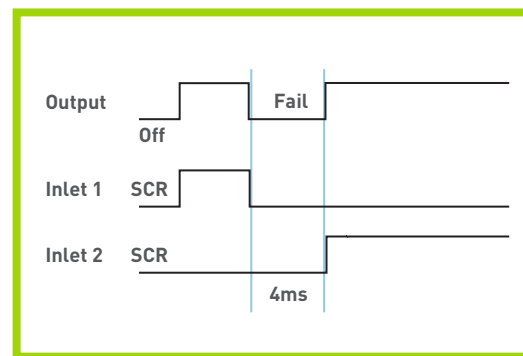 Output Fail
Off
Inlet 1 SCR
Inlet 2 SCR
4ms